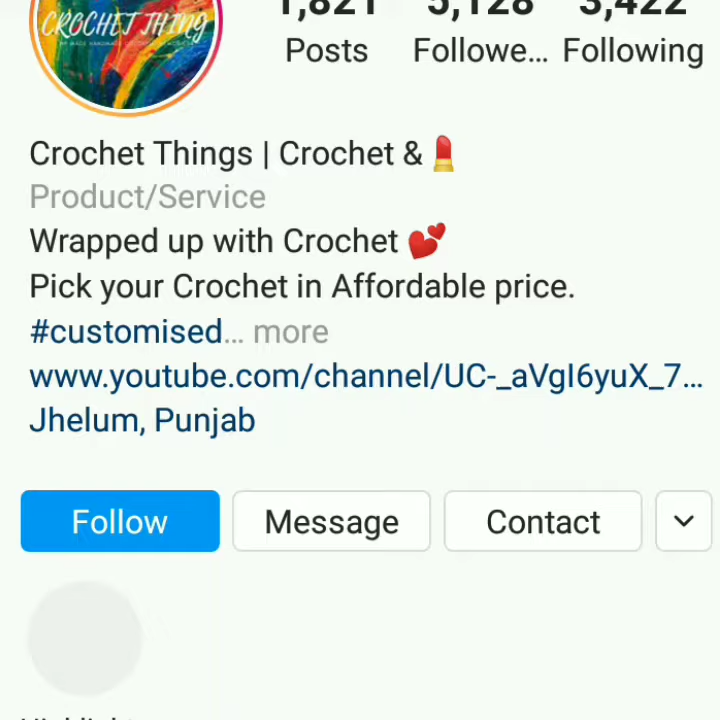 CROCHET THING
1,821 5,128 3,422
Posts Followe... Following
Crochet Things | Crochet & 💄
Product/Service
Wrapped up with Crochet 💕
Pick your Crochet in Affordable price.
#customised... more
www.youtube.com/channel/UC-_aVgI6yuX_7...
Jhelum, Punjab
Follow Message Contact